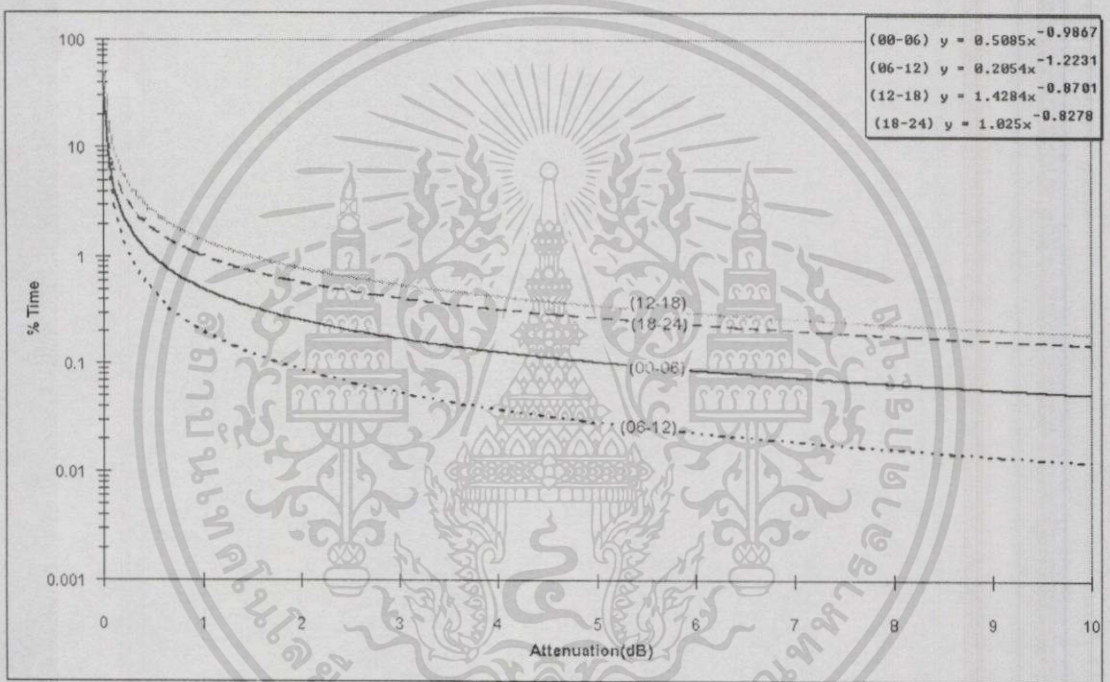 (00-06) y = 0.5085x^-0.9867
(06-12) y = 0.2054x^-1.2231
(12-18) y = 1.4284x^-0.8701
(18-24) y = 1.025x^-0.8278
100
10
1
0.1
0.01
0.001
% Time
(12-18)
(18-24)
(00-06)
(06-12)
0 1 2 3 4 5 6 7 8 9 10
Attenuation(dB)